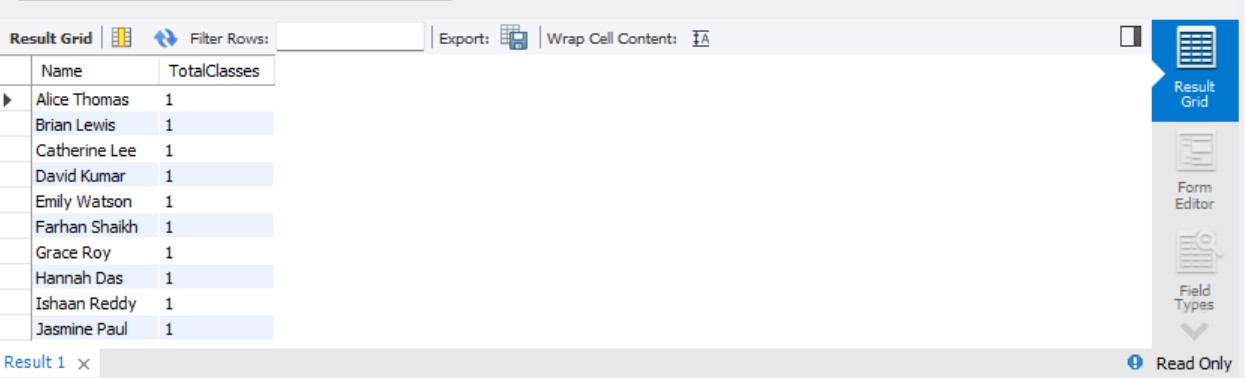 Result Grid Filter Rows: Export: Wrap Cell Content: IA
Name TotalClasses
Alice Thomas 1
Brian Lewis 1
Catherine Lee 1
David Kumar 1
Emily Watson 1
Farhan Shaikh 1
Grace Roy 1
Hannah Das 1
Ishaan Reddy 1
Jasmine Paul 1
Result
Grid
Form
Editor
Field
Types
Result 1 ×
Read Only